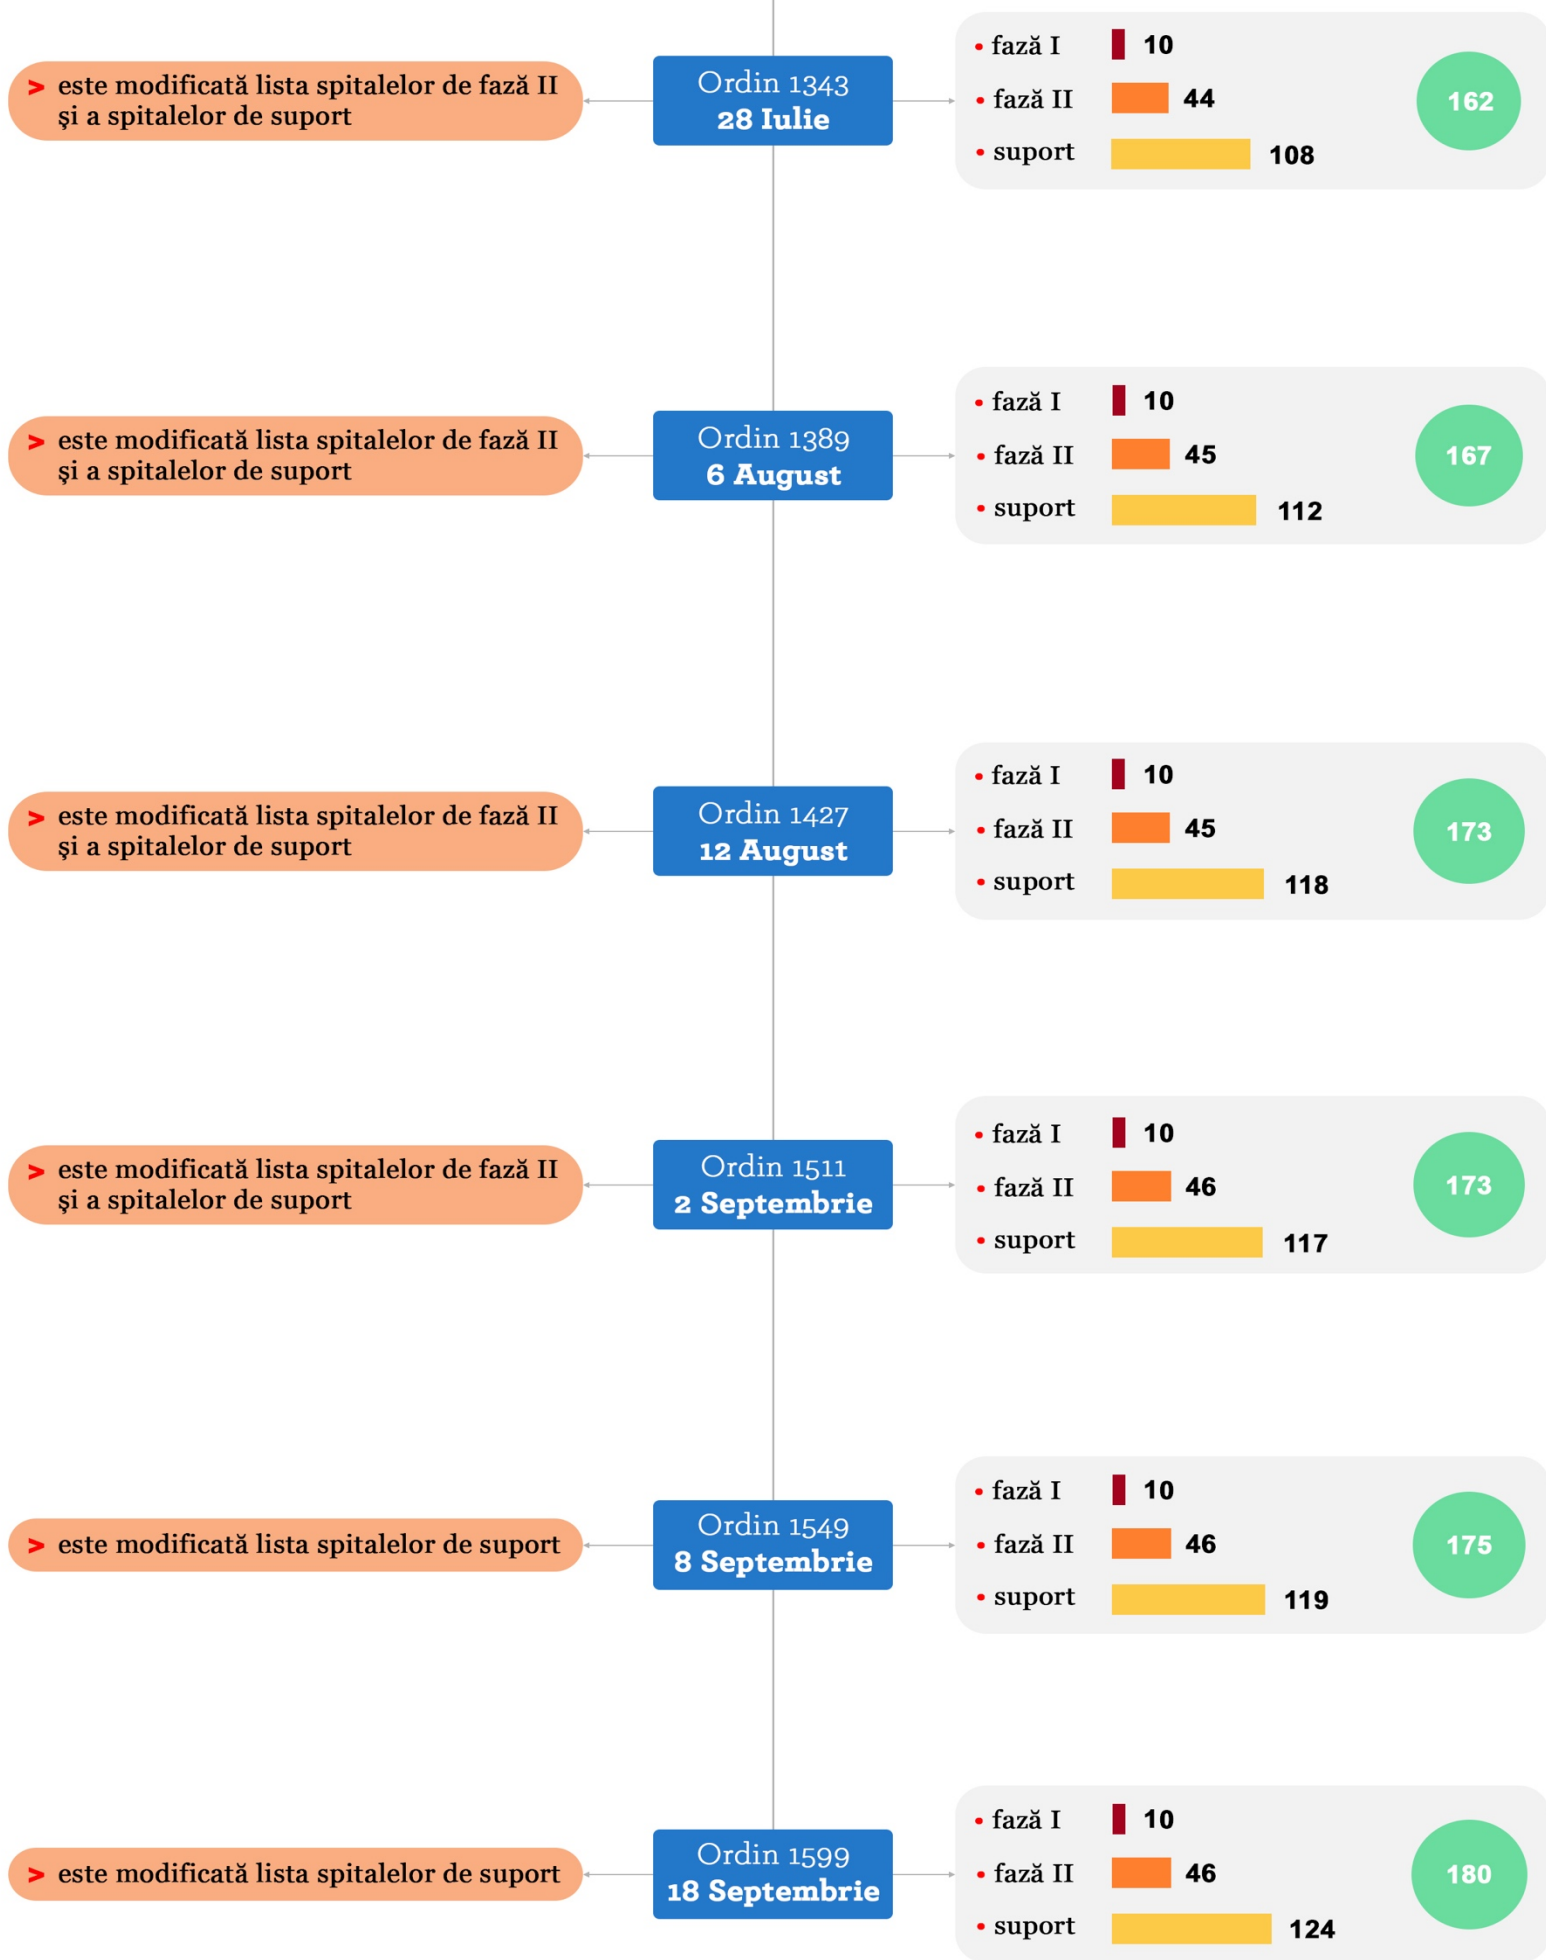 > este modificată lista spitalelor de fază II
și a spitalelor de suport
Ordin 1343
28 Iulie
• fază I 10
• fază II 44
• suport 108
162
> este modificată lista spitalelor de fază II
și a spitalelor de suport
Ordin 1389
6 August
• fază I 10
• fază II 45
• suport 112
167
> este modificată lista spitalelor de fază II
și a spitalelor de suport
Ordin 1427
12 August
• fază I 10
• fază II 45
• suport 118
173
> este modificată lista spitalelor de fază II
și a spitalelor de suport
Ordin 1511
2 Septembrie
• fază I 10
• fază II 46
• suport 117
173
> este modificată lista spitalelor de suport
Ordin 1549
8 Septembrie
• fază I 10
• fază II 46
• suport 119
175
> este modificată lista spitalelor de suport
Ordin 1599
18 Septembrie
• fază I 10
• fază II 46
• suport 124
180